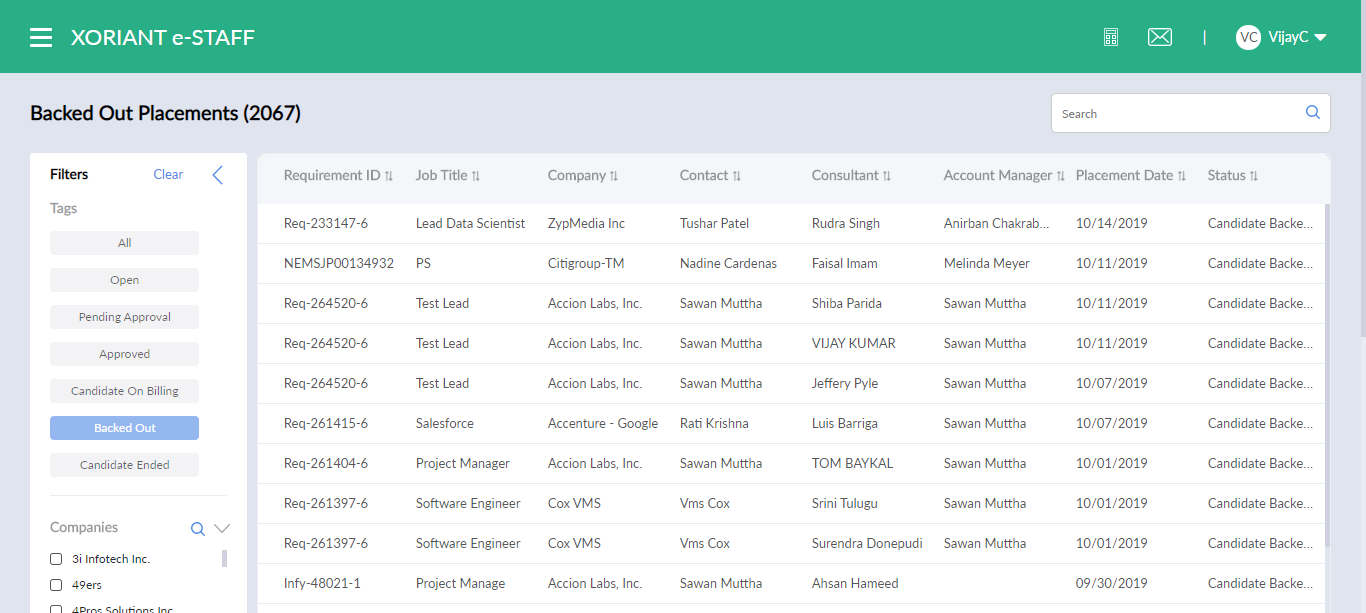 XORIANT e-STAFF
VC VijayC
Backed Out Placements (2067)
Search
Filters Clear
Tags
All
Open
Pending Approval
Approved
Candidate On Billing
Backed Out
Candidate Ended
Companies
3i Infotech Inc.
49ers
4Pros Solutions Inc
Requirement ID Job Title Company Contact Consultant Account Manager Placement Date Status
Req-233147-6 Lead Data Scientist ZypMedia Inc Tushar Patel Rudra Singh Anirban Chakrab... 10/14/2019 Candidate Backe...
NEMSJP00134932 PS Citigroup-TM Nadine Cardenas Faisal Imam Melinda Meyer 10/11/2019 Candidate Backe...
Req-264520-6 Test Lead Accion Labs, Inc. Sawan Muttha Shiba Parida Sawan Muttha 10/11/2019 Candidate Backe...
Req-264520-6 Test Lead Accion Labs, Inc. Sawan Muttha VIJAY KUMAR Sawan Muttha 10/11/2019 Candidate Backe...
Req-264520-6 Test Lead Accion Labs, Inc. Sawan Muttha Jeffery Pyle Sawan Muttha 10/07/2019 Candidate Backe...
Req-261415-6 Salesforce Accenture - Google Rati Krishna Luis Barriga Sawan Muttha 10/07/2019 Candidate Backe...
Req-261404-6 Project Manager Accion Labs, Inc. Sawan Muttha TOM BAYKAL Sawan Muttha 10/01/2019 Candidate Backe...
Req-261397-6 Software Engineer Cox VMS Vms Cox Srini Tulugu Sawan Muttha 10/01/2019 Candidate Backe...
Req-261397-6 Software Engineer Cox VMS Vms Cox Surendra Donepudi Sawan Muttha 10/01/2019 Candidate Backe...
Infy-48021-1 Project Manage Accion Labs, Inc. Sawan Muttha Ahsan Hameed 09/30/2019 Candidate Backe...